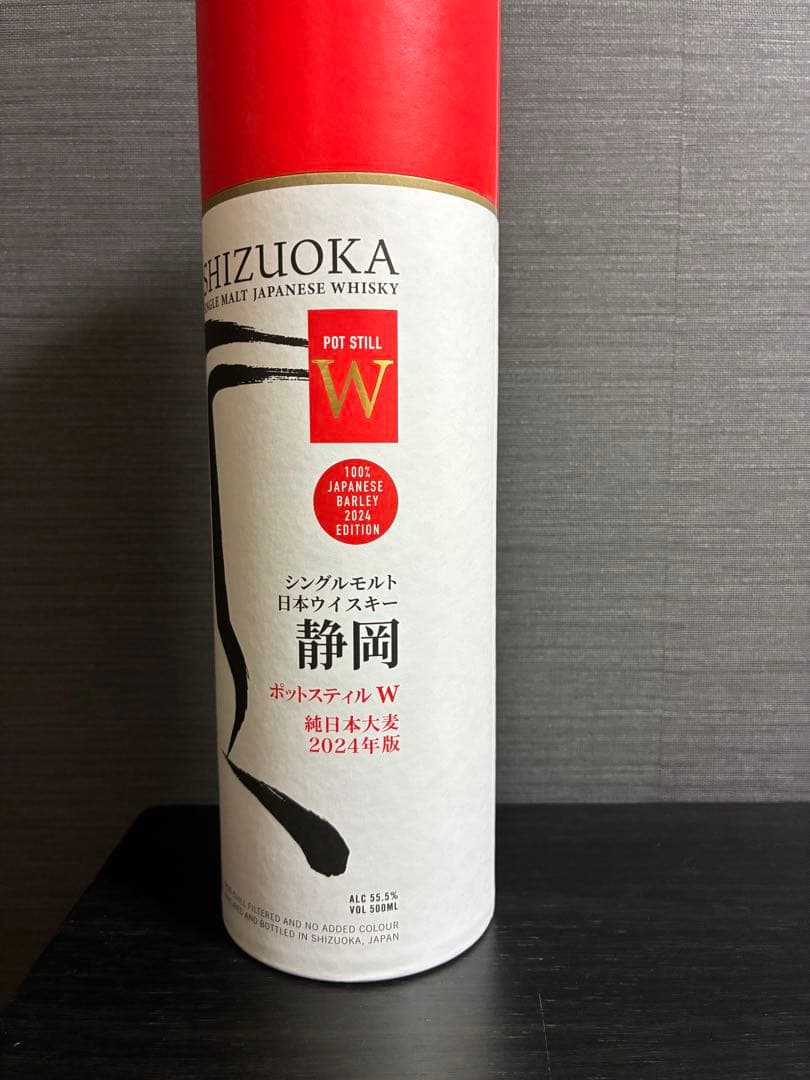 SHIZUOKA
SINGLE MALT JAPANESE WHISKY
POT STILL
W
100%
JAPANESE
BARLEY
2024
EDITION
シングルモルト
日本ウイスキー
静岡
ポットスティル W
純日本大麦
2024年版
ALC 55.5%
VOL 500ML
FILTERED AND NO ADDED COLOUR
AND BOTTLED IN SHIZUOKA, JAPAN